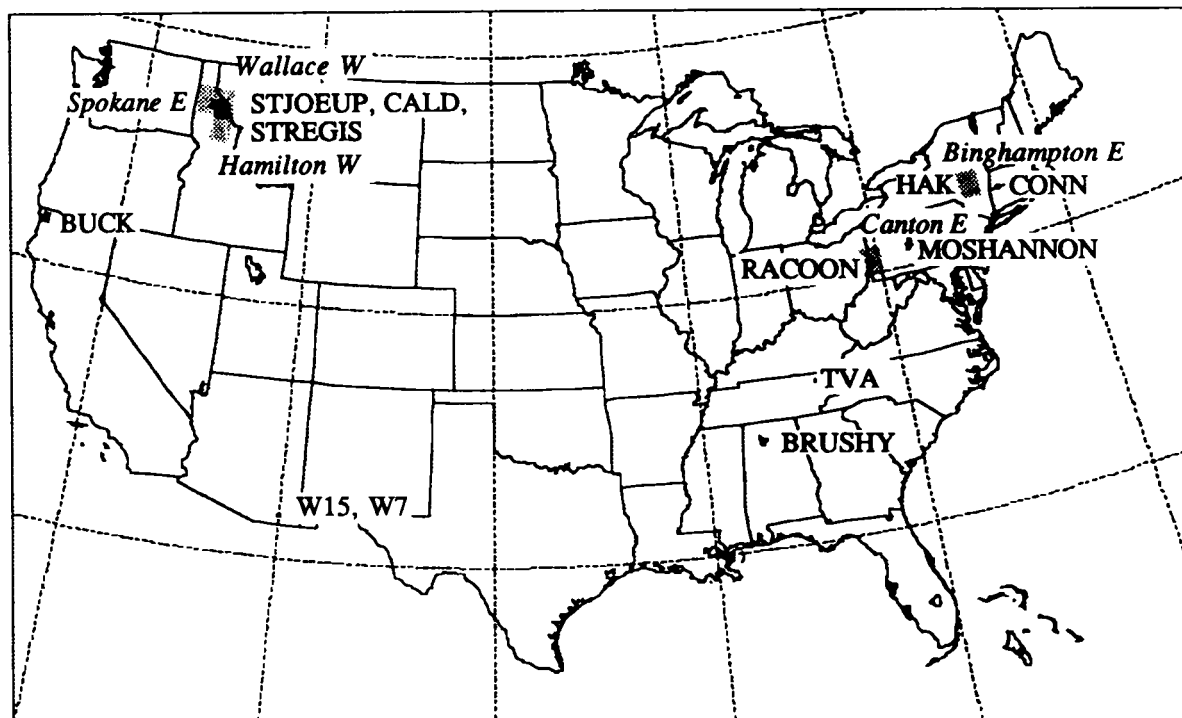 Wallace W
Spokane E
STJOEUP, CALD,
STREGIS
Hamilton W
BUCK
Binghampton E
HAK
CONN
Canton E
MOSHANNON
RACOON
TVA
BRUSHY
W15, W7